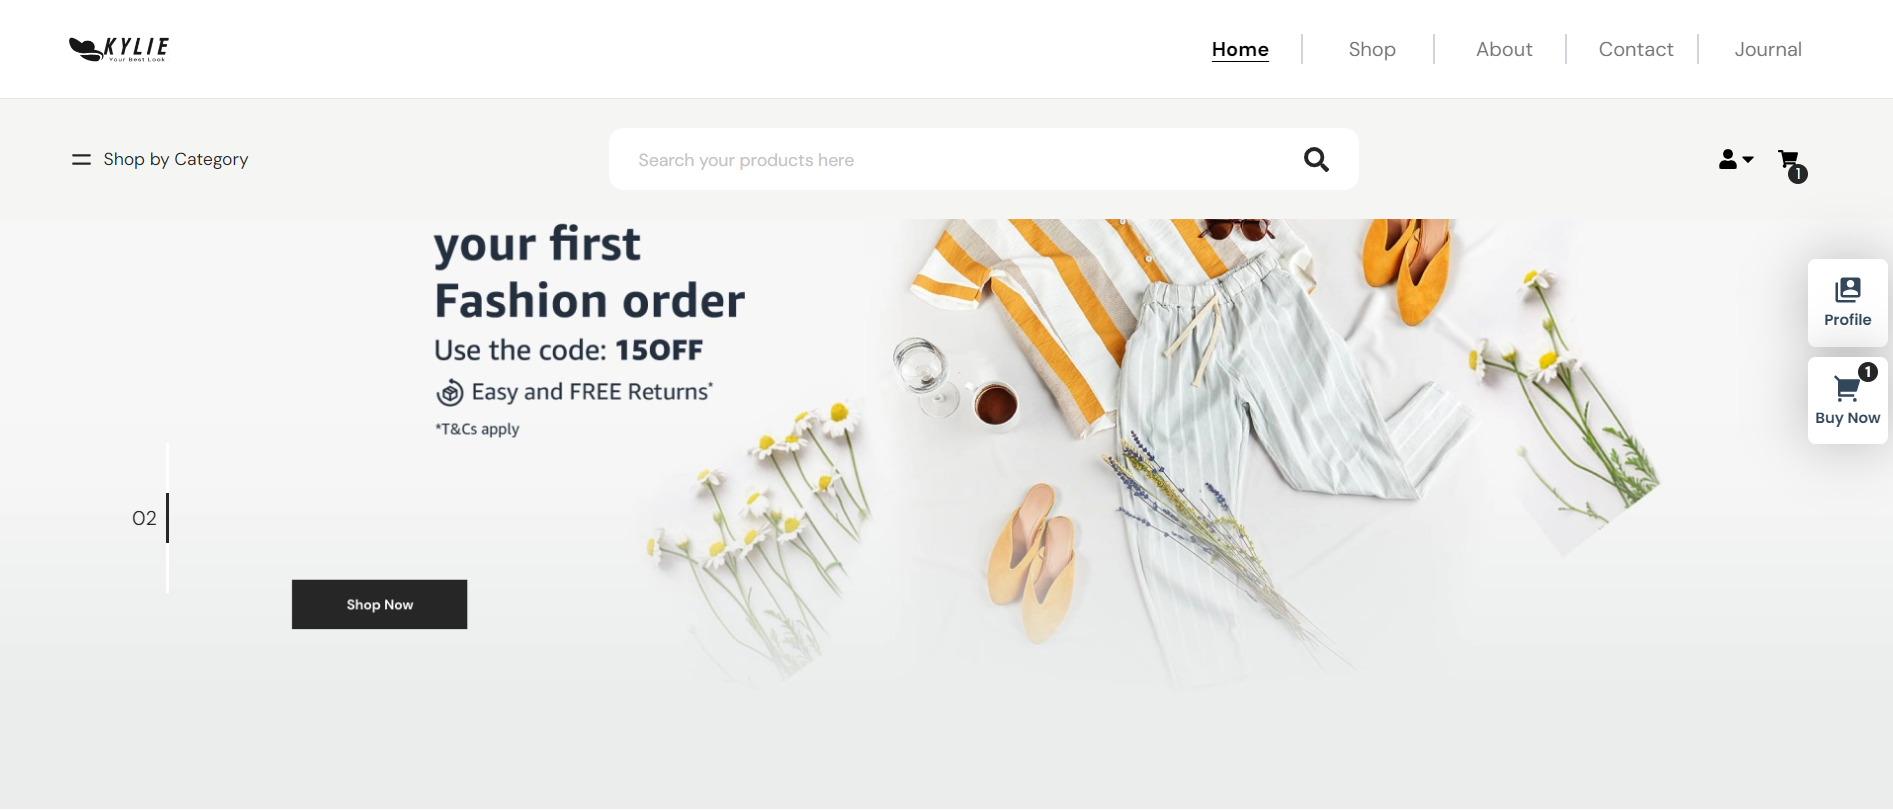 KYLIE
Your Best Look
Home
Shop
About
Contact
Journal
Shop by Category
Search your products here
1
your first
Fashion order
Use the code: 15OFF
Easy and FREE Returns*
*T&Cs apply
Profile
1
Buy Now
02
Shop Now